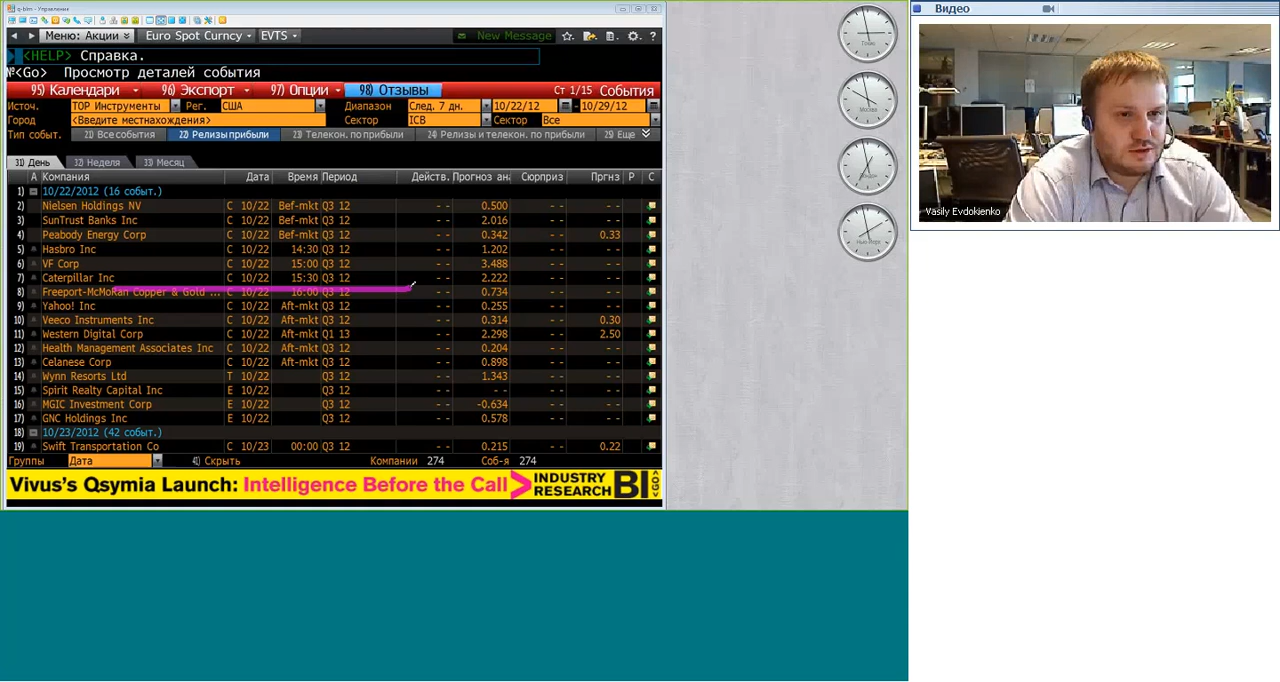 q-blm - Управление
Меню: Акции Euro Spot Curncy EVTS New Message
<HELP> Справка.
№<Go> Просмотр деталей события
95) Календари 96) Экспорт 97) Опции 98) Отзывы Ст 1/15 События
Источ. TOP Инструменты Рег. США Диапазон След. 7 дн. 10/22/12 - 10/29/12
Город <Введите местнахождения> Сектор ICB Сектор Все
Тип событ. 21) Все события 22) Релизы прибыли 23) Телекон. по прибыли 24) Релизы и телекон. по прибыли 29) Еще
31) День 32) Неделя 33) Месяц
А Компания Дата Время Период Действ. Прогноз ан Сюрприз Пргнз Р С
1) 10/22/2012 (16 событ.)
2) Nielsen Holdings NV C 10/22 Bef-mkt Q3 12 - - 0.500 - -
3) SunTrust Banks Inc C 10/22 Bef-mkt Q3 12 - - 2.016 - -
4) Peabody Energy Corp C 10/22 Bef-mkt Q3 12 - - 0.342 - - 0.33
5) Hasbro Inc C 10/22 14:30 Q3 12 - - 1.202 - -
6) VF Corp C 10/22 15:00 Q3 12 - - 3.488 - -
7) Caterpillar Inc C 10/22 15:30 Q3 12 - - 2.222 - -
8) Freeport-McMoRan Copper & Gold ... C 10/22 16:00 Q3 12 - - 0.734 - -
9) Yahoo! Inc C 10/22 Aft-mkt Q3 12 - - 0.255 - -
10) Veeco Instruments Inc C 10/22 Aft-mkt Q3 12 - - 0.314 - - 0.30
11) Western Digital Corp C 10/22 Aft-mkt Q1 13 - - 2.298 - - 2.50
12) Health Management Associates Inc C 10/22 Aft-mkt Q3 12 - - 0.204 - -
13) Celanese Corp C 10/22 Aft-mkt Q3 12 - - 0.898 - -
14) Wynn Resorts Ltd T 10/22 Q3 12 - - 1.343 - -
15) Spirit Realty Capital Inc E 10/22 Q3 12 - - - - - -
16) MGIC Investment Corp E 10/22 Q3 12 - - -0.634 - -
17) GNC Holdings Inc E 10/22 Q3 12 - - 0.578 - -
18) 10/23/2012 (42 событ.)
19) Swift Transportation Co C 10/23 00:00 Q3 12 - - 0.215 - - 0.22
Группы Дата 41) Скрыть Компании 274 Соб-я 274
Vivus's Qsymia Launch: Intelligence Before the Call > INDUSTRY RESEARCH BI <GO>
Томск
Москва
Лондон
Нью-Йорк
Видео
Vasily Evdokienko